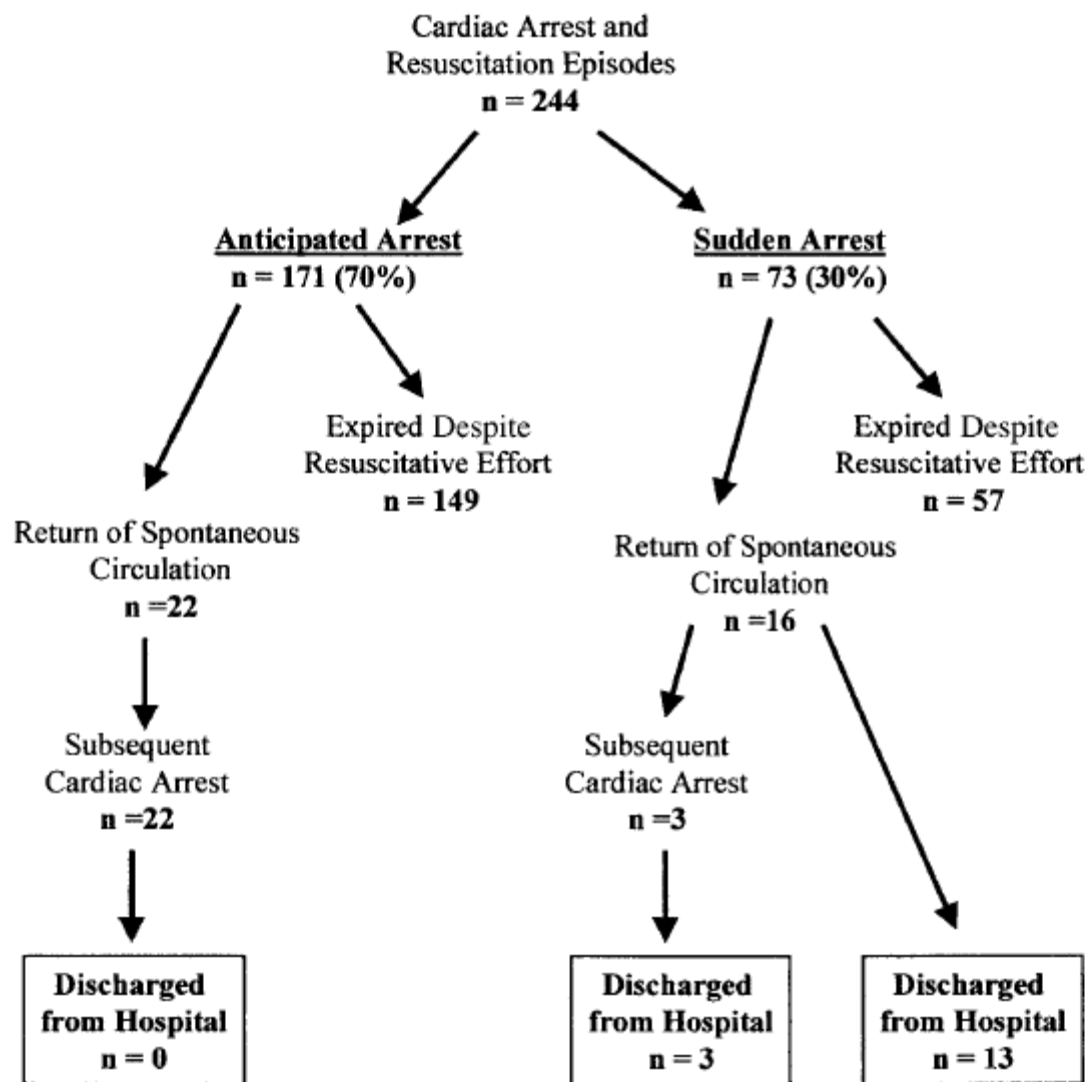 Cardiac Arrest and
Resuscitation Episodes
n = 244
Anticipated Arrest
n = 171 (70%)
Sudden Arrest
n = 73 (30%)
Expired Despite
Resuscitative Effort
n = 149
Expired Despite
Resuscitative Effort
n = 57
Return of Spontaneous
Circulation
n =22
Return of Spontaneous
Circulation
n =16
Subsequent
Cardiac Arrest
n =22
Subsequent
Cardiac Arrest
n =3
Discharged
from Hospital
n = 0
Discharged
from Hospital
n = 3
Discharged
from Hospital
n = 13